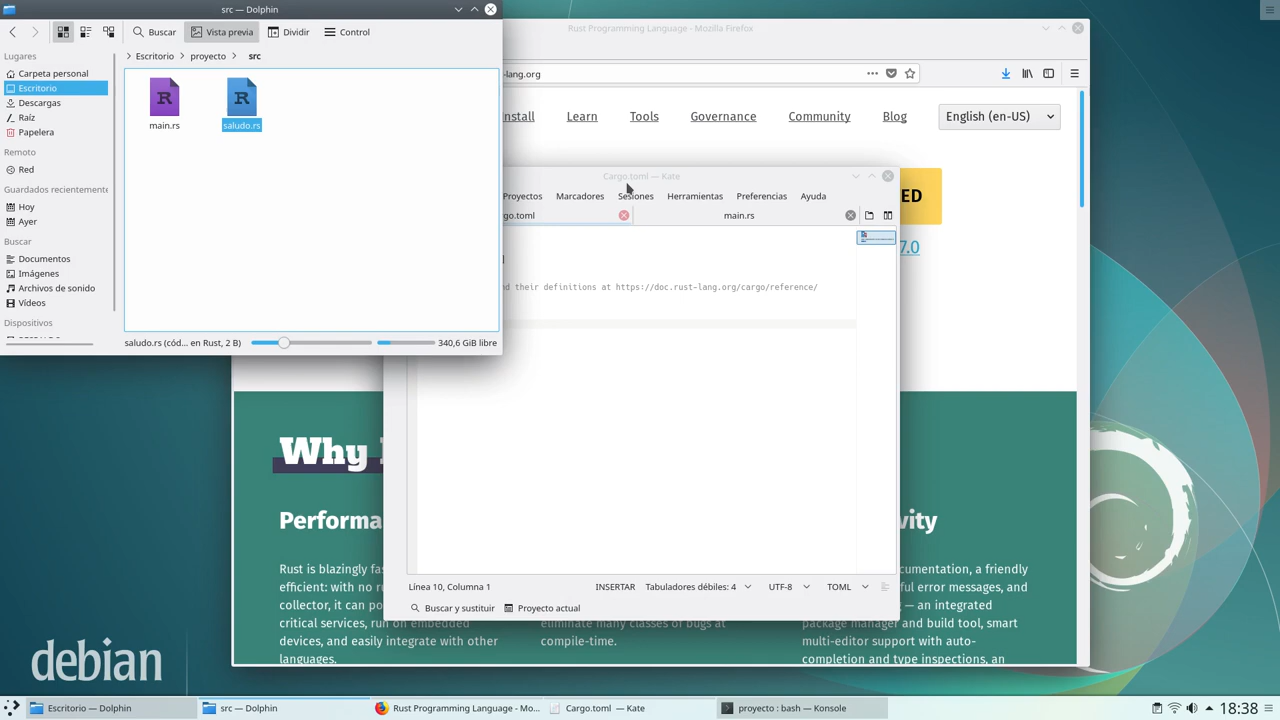 src — Dolphin
Buscar
Vista previa
Dividir
Control
Lugares
Carpeta personal
Escritorio
Descargas
Raíz
Papelera
Remoto
Red
Guardados recientemente
Hoy
Ayer
Buscar
Documentos
Imágenes
Archivos de sonido
Vídeos
Dispositivos
Escritorio
proyecto
src
main.rs
saludo.rs
saludo.rs (cód... en Rust, 2 B)
340,6 GiB libre
Rust Programming Language - Mozilla Firefox
-lang.org
nstall
Learn
Tools
Governance
Community
Blog
English (en-US)
ED
7.0
Cargo.toml — Kate
Proyectos
Marcadores
Sesiones
Herramientas
Preferencias
Ayuda
go.toml
main.rs
]
nd their definitions at https://doc.rust-lang.org/cargo/reference/
Línea 10, Columna 1
INSERTAR
Tabuladores débiles: 4
UTF-8
TOML
Buscar y sustituir
Proyecto actual
Why
Performa
vity
Rust is blazingly fas
efficient: with no ru
collector, it can po
critical services, run on embedded
devices, and easily integrate with other
languages.
eliminate many classes of bugs at
compile-time.
cumentation, a friendly
ful error messages, and
— an integrated
package manager and build tool, smart
multi-editor support with auto-
completion and type inspections, an
debian
Escritorio — Dolphin
src — Dolphin
Rust Programming Language - Mo...
Cargo.toml — Kate
proyecto : bash — Konsole
18:38